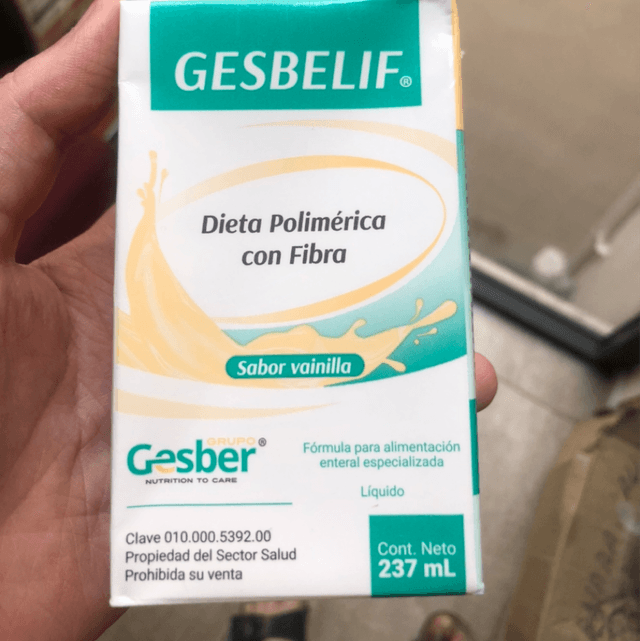 GESBELIF®
Dieta Polimérica
con Fibra
Sabor vainilla
GRUPO
Gesber®
NUTRITION TO CARE
Fórmula para alimentación
enteral especializada
Líquido
Clave 010.000.5392.00
Propiedad del Sector Salud
Prohibida su venta
Cont. Neto
237 mL